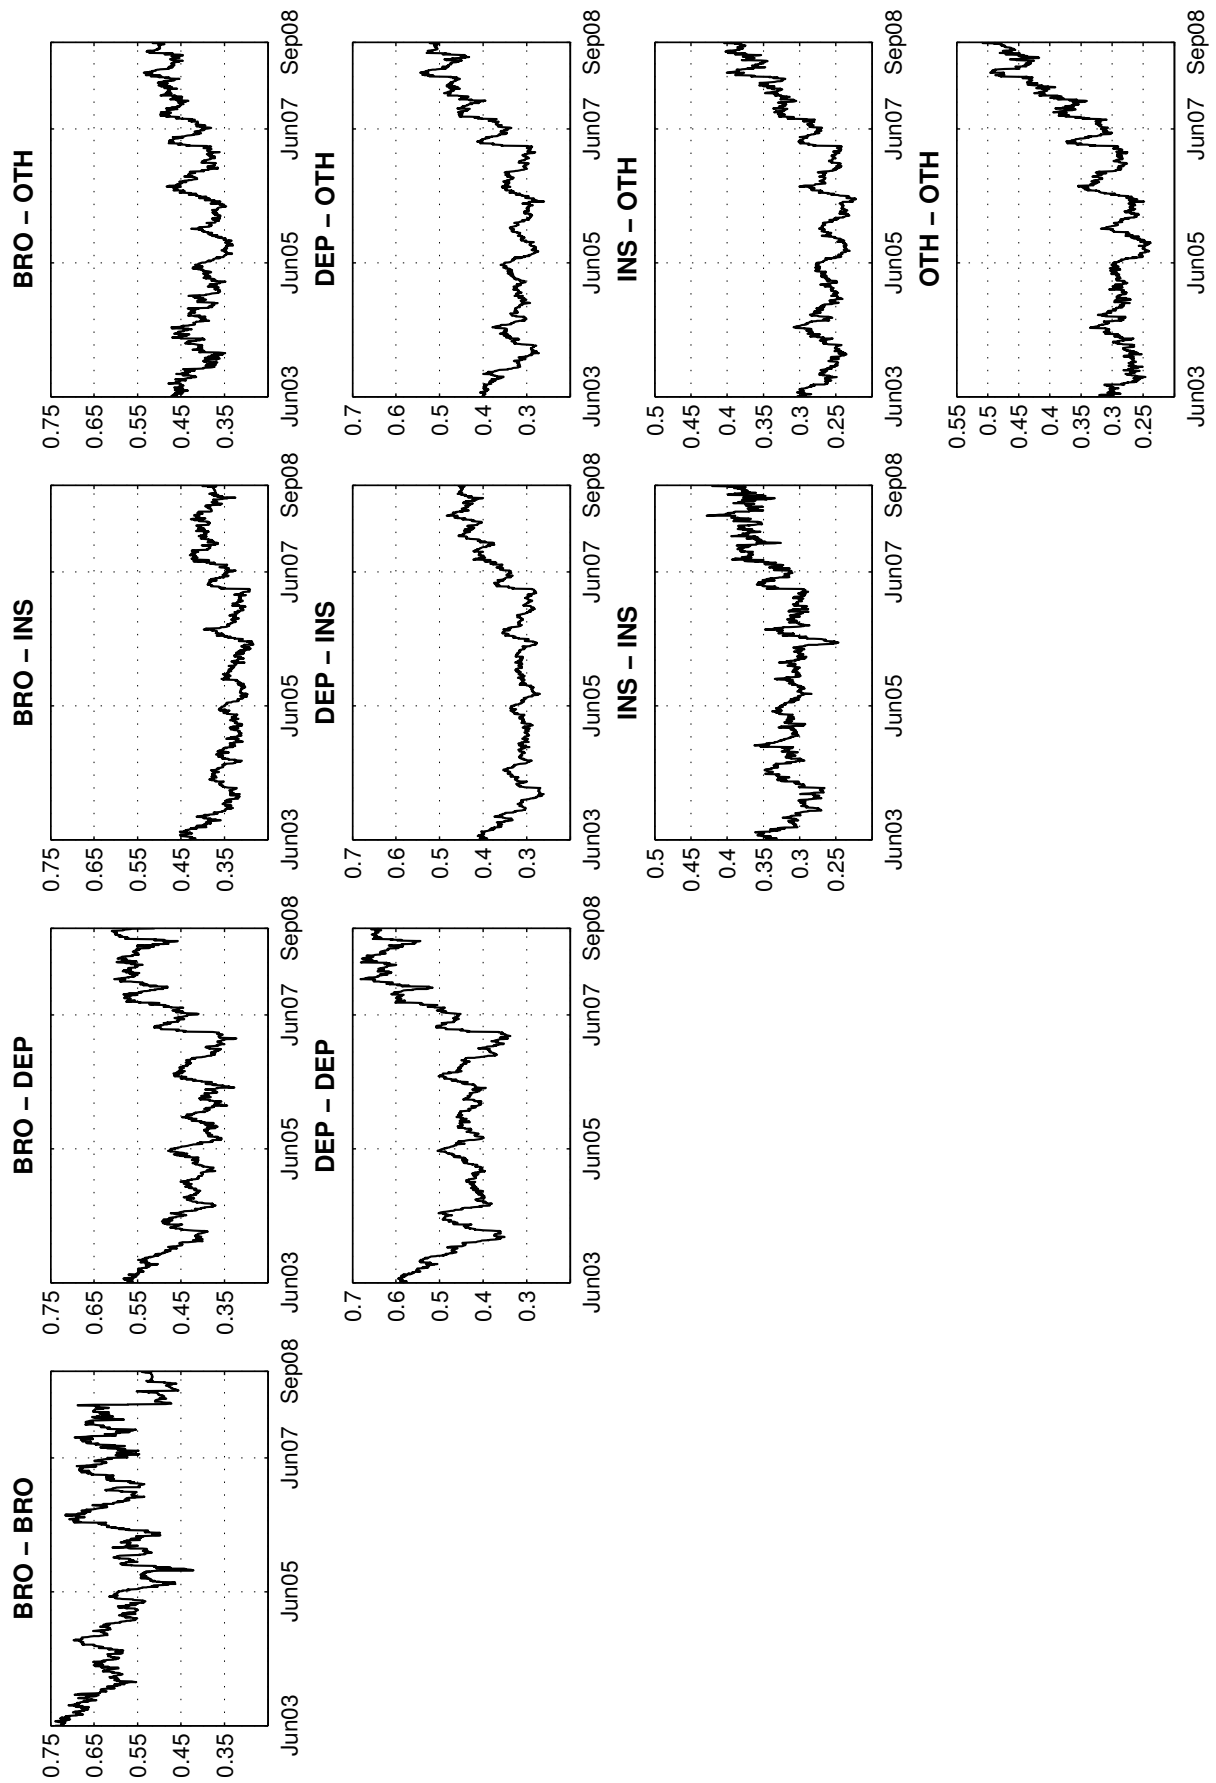 BRO – BRO
0.75
0.65
0.55
0.45
0.35
Jun03 Jun05 Jun07 Sep08
BRO – DEP
0.75
0.65
0.55
0.45
0.35
Jun03 Jun05 Jun07 Sep08
BRO – INS
0.75
0.65
0.55
0.45
0.35
Jun03 Jun05 Jun07 Sep08
BRO – OTH
0.75
0.65
0.55
0.45
0.35
Jun03 Jun05 Jun07 Sep08
DEP – DEP
0.7
0.6
0.5
0.4
0.3
Jun03 Jun05 Jun07 Sep08
DEP – INS
0.7
0.6
0.5
0.4
0.3
Jun03 Jun05 Jun07 Sep08
DEP – OTH
0.7
0.6
0.5
0.4
0.3
Jun03 Jun05 Jun07 Sep08
INS – INS
0.5
0.45
0.4
0.35
0.3
0.25
Jun03 Jun05 Jun07 Sep08
INS – OTH
0.5
0.45
0.4
0.35
0.3
0.25
Jun03 Jun05 Jun07 Sep08
OTH – OTH
0.55
0.5
0.45
0.4
0.35
0.3
0.25
Jun03 Jun05 Jun07 Sep08